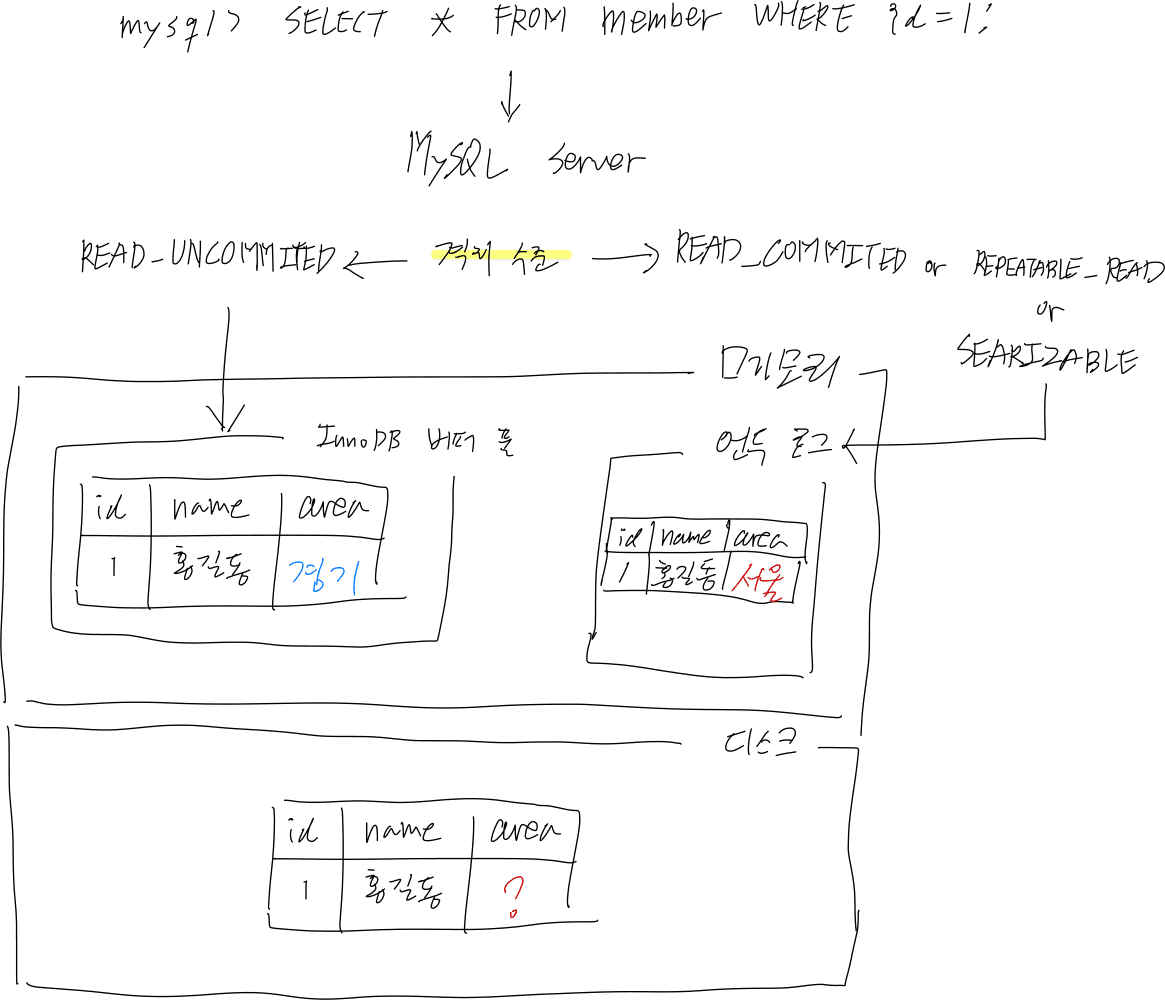 mysql> SELECT * FROM member WHERE id=1;
MySQL Server
READ_UNCOMMITED 격리 수준 READ_COMMITED or REPEATABLE_READ
or
SEARIZABLE
메모리
InnoDB 버퍼 풀
언두 로그
id name area
1 홍길동 경기
id name area
1 홍길동 서울
디스크
id name area
1 홍길동 ?